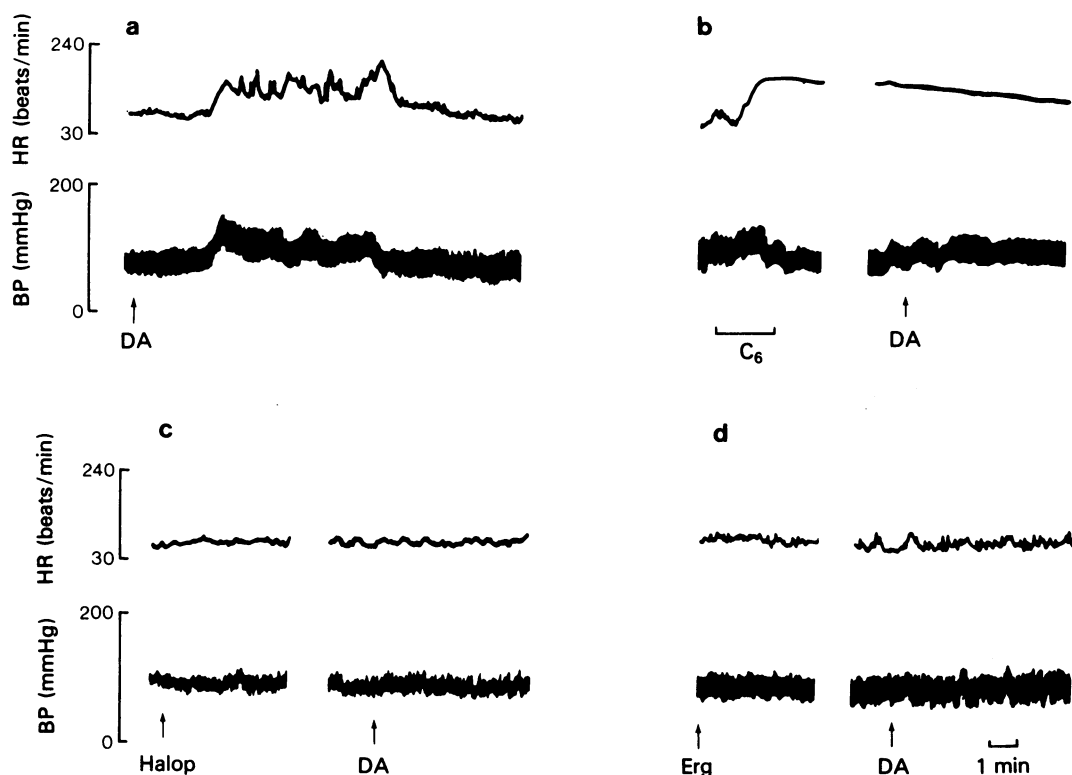 a
b
240
HR (beats/min)
30
200
BP (mmHg)
0
DA
C₆
DA
c
d
240
HR (beats/min)
30
200
BP (mmHg)
0
Halop
DA
Erg
DA
1 min